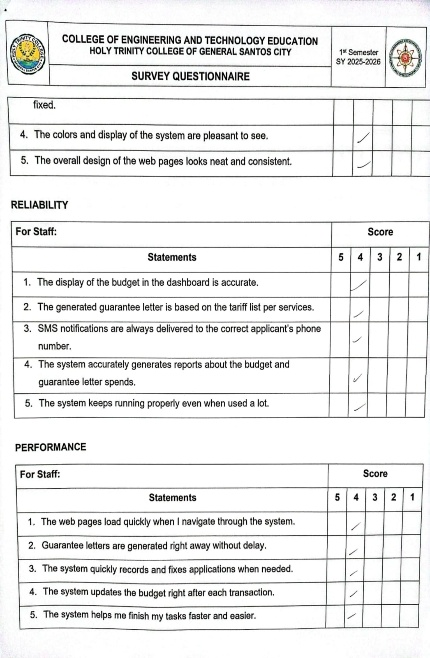 COLLEGE OF ENGINEERING AND TECHNOLOGY EDUCATION
HOLY TRINITY COLLEGE OF GENERAL SANTOS CITY
1st Semester
SY 2025-2026
SURVEY QUESTIONNAIRE
fixed.
4. The colors and display of the system are pleasant to see.
5. The overall design of the web pages looks neat and consistent.
RELIABILITY
For Staff: Score
Statements 5 4 3 2 1
1. The display of the budget in the dashboard is accurate.
2. The generated guarantee letter is based on the tariff list per services.
3. SMS notifications are always delivered to the correct applicant's phone
number.
4. The system accurately generates reports about the budget and
guarantee letter spends.
5. The system keeps running properly even when used a lot.
PERFORMANCE
For Staff: Score
Statements 5 4 3 2 1
1. The web pages load quickly when I navigate through the system.
2. Guarantee letters are generated right away without delay.
3. The system quickly records and fixes applications when needed.
4. The system updates the budget right after each transaction.
5. The system helps me finish my tasks faster and easier.